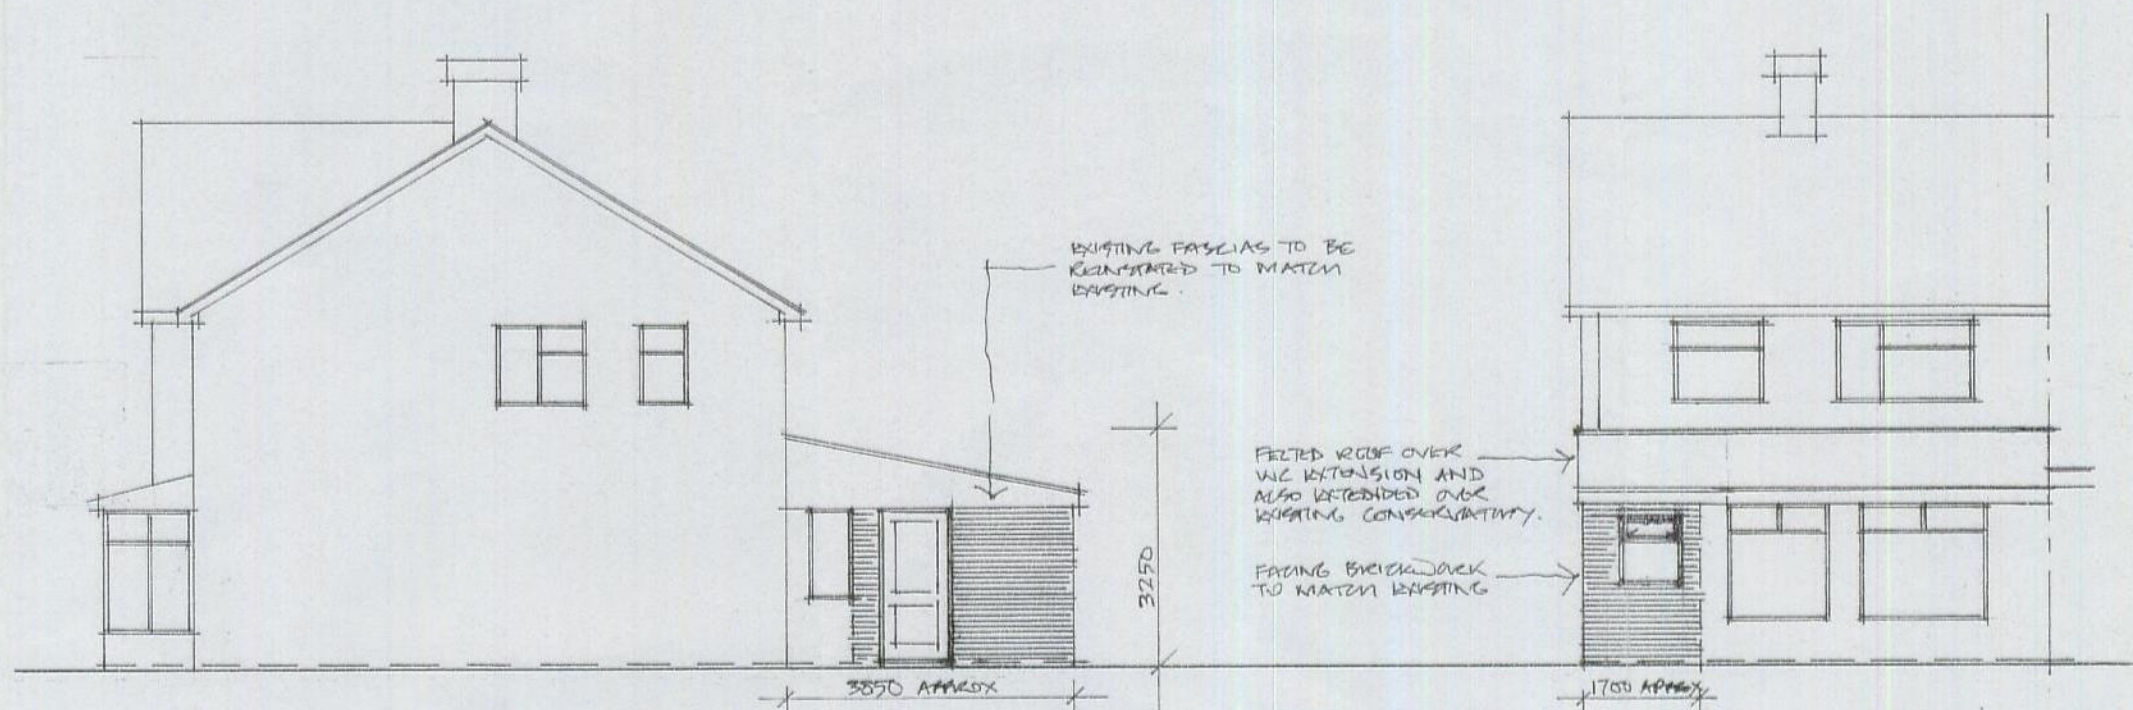 EXISTING FASCIAS TO BE
REINSTATED TO MATCH
EXISTING.
FELTED ROOF OVER
WC EXTENSION AND
ALSO EXTEDIDED OVER
EXISTING CONSERVATORY.
FACING BRICKWORK
TO MATCH EXISTING
3250
3850 APPROX
1700 APPROX